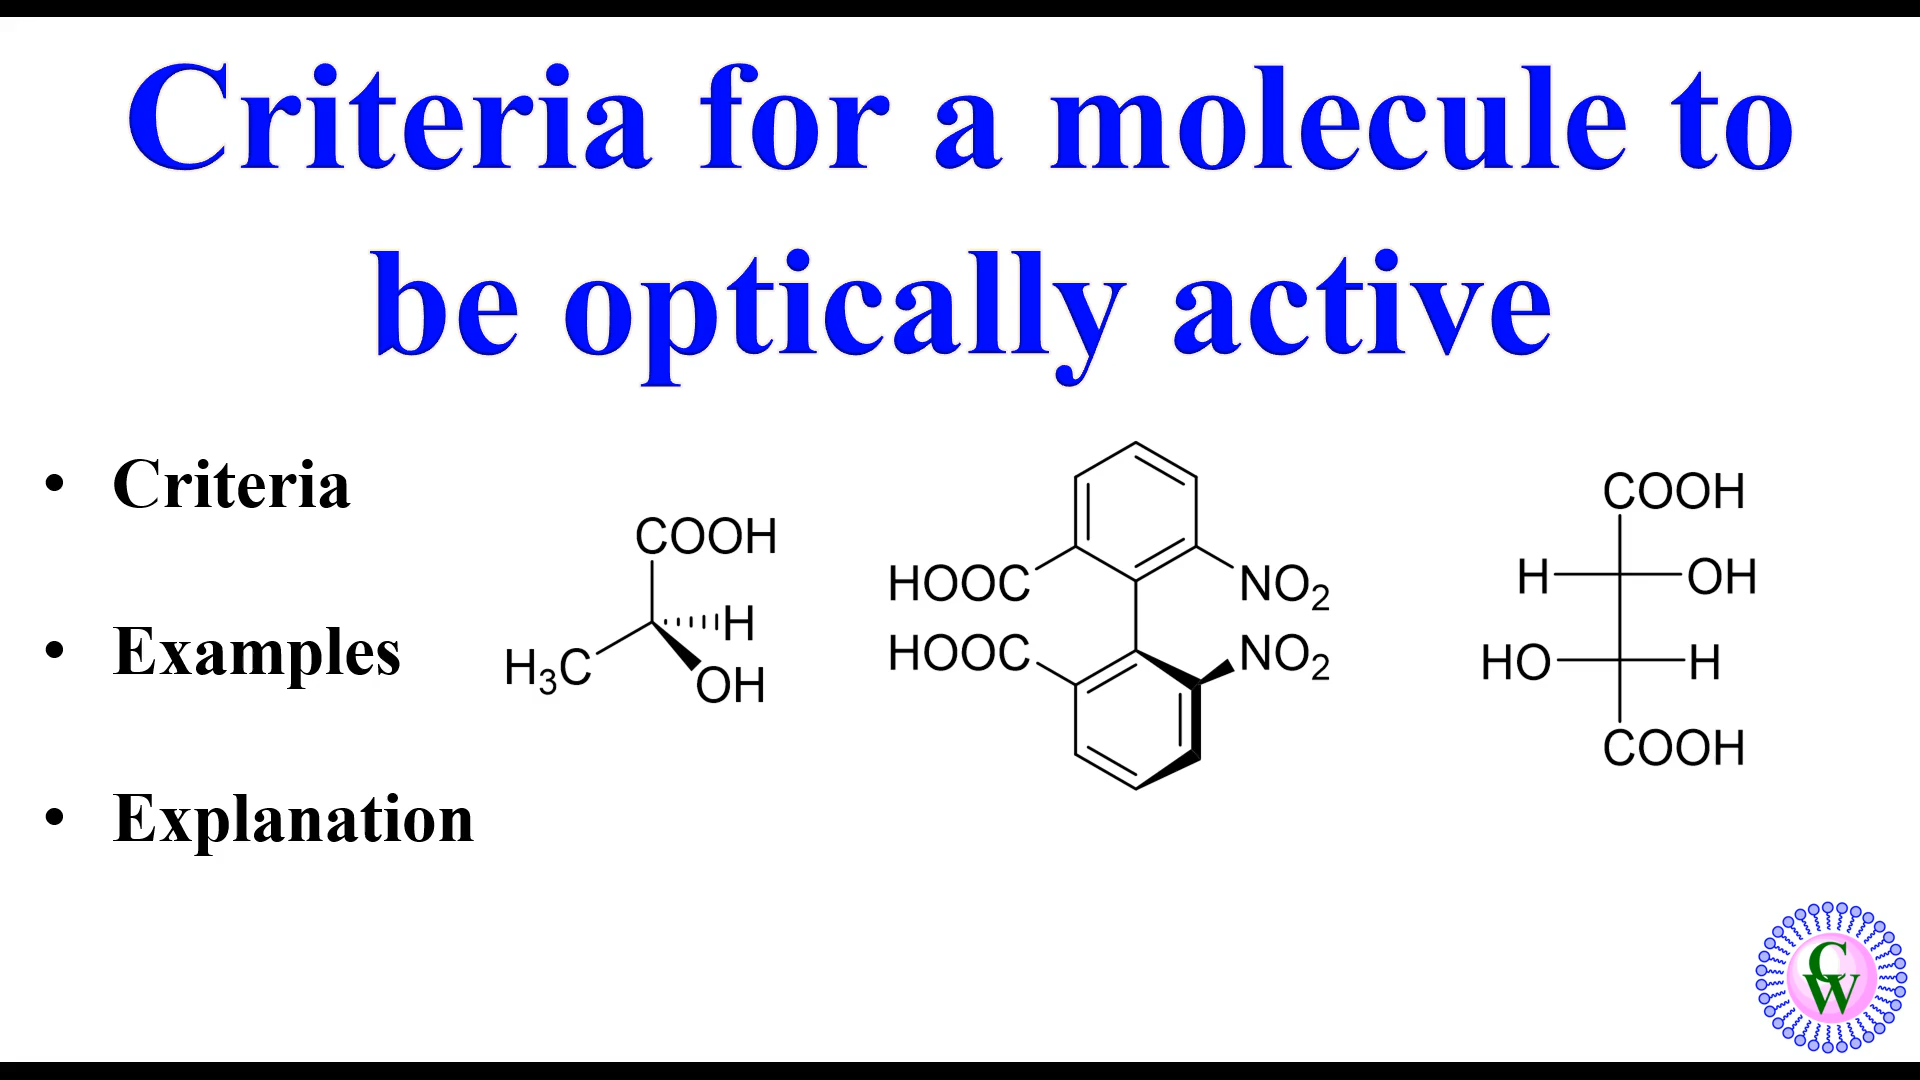 Criteria for a molecule to
be optically active
• Criteria
• Examples
• Explanation
COOH
H
H₃C
OH
HOOC
NO₂
HOOC
NO₂
COOH
H
OH
HO
H
COOH
CW